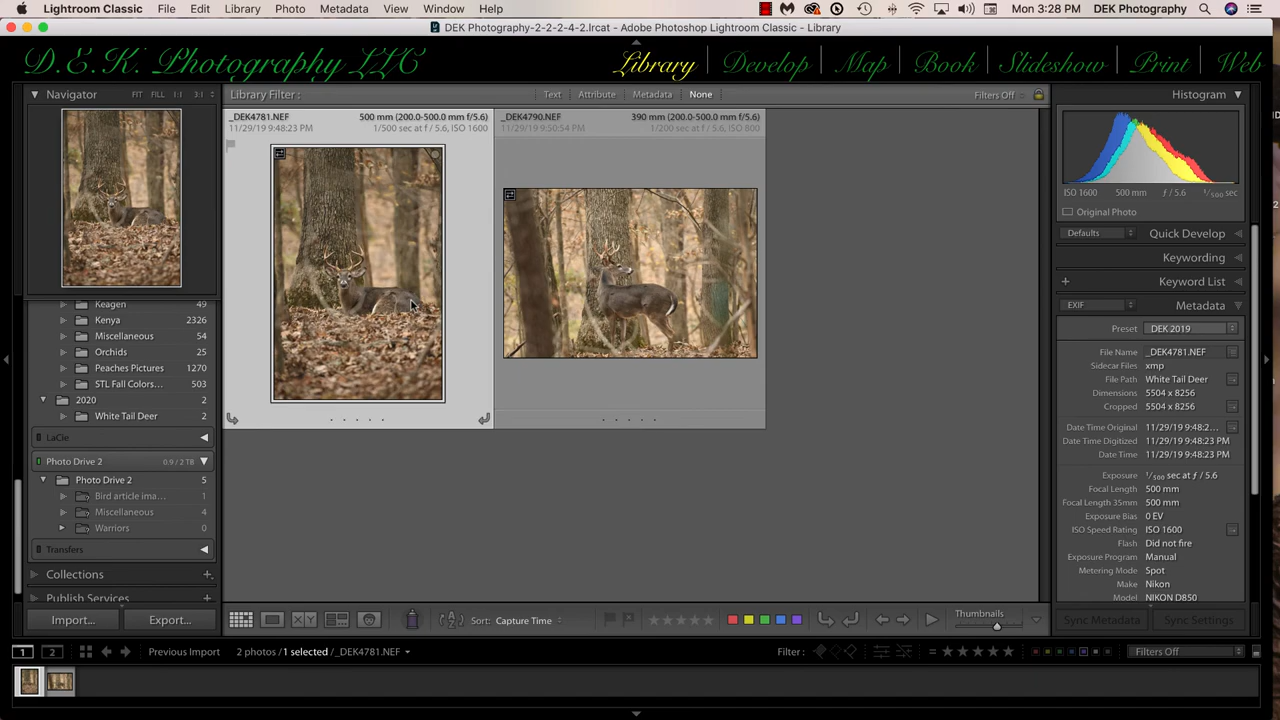 Lightroom Classic File Edit Library Photo Metadata View Window Help Mon 3:28 PM DEK Photography
DEK Photography-2-2-2-4-2.lrcat - Adobe Photoshop Lightroom Classic - Library
D.E.K. Photography LLC Library Develop Map Book Slideshow Print Web
Navigator FIT FILL 1:1 3:1
Library Filter : Text Attribute Metadata None Filters Off
Histogram
_DEK4781.NEF 500 mm (200.0-500.0 mm f/5.6)
11/29/19 9:48:23 PM 1/500 sec at f / 5.6, ISO 1600
_DEK4790.NEF 390 mm (200.0-500.0 mm f/5.6)
11/29/19 9:50:54 PM 1/200 sec at f / 5.6, ISO 800
ISO 1600 500 mm f / 5.6 1/500 sec
Original Photo
Defaults Quick Develop
Keywording
Keyword List
EXIF Metadata
Preset DEK 2019
File Name _DEK4781.NEF
Sidecar Files xmp
File Path White Tail Deer
Dimensions 5504 x 8256
Cropped 5504 x 8256
Date Time Original 11/29/19 9:48:2...
Date Time Digitized 11/29/19 9:48:23 PM
Date Time 11/29/19 9:48:23 PM
Exposure 1/500 sec at f / 5.6
Focal Length 500 mm
Focal Length 35mm 500 mm
Exposure Bias 0 EV
ISO Speed Rating ISO 1600
Flash Did not fire
Exposure Program Manual
Metering Mode Spot
Make Nikon
Model NIKON D850
Keagen 49
Kenya 2326
Miscellaneous 54
Orchids 25
Peaches Pictures 1270
STL Fall Colors... 503
2020 2
White Tail Deer 2
LaCie
Photo Drive 2 0.9 / 2 TB
Photo Drive 2 5
Bird article ima... 1
Miscellaneous 4
Warriors 0
Transfers
Collections
Publish Services
Import... Export...
Sort: Capture Time
Thumbnails
Sync Metadata Sync Settings
1 2 Previous Import 2 photos / 1 selected / _DEK4781.NEF
Filter : Filters Off